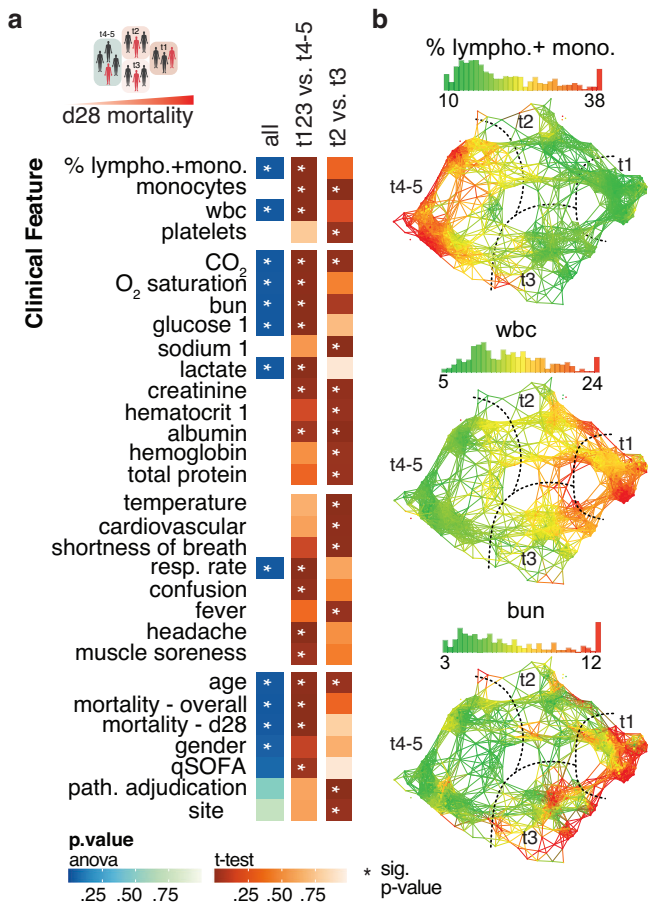 a
t4-5
t2
t1
t3
d28 mortality
all
t123 vs. t4-5
t2 vs. t3
Clinical Feature
% lympho.+mono.
monocytes
wbc
platelets
CO2
O2 saturation
bun
glucose 1
sodium 1
lactate
creatinine
hematocrit 1
albumin
hemoglobin
total protein
temperature
cardiovascular
shortness of breath
resp. rate
confusion
fever
headache
muscle soreness
age
mortality - overall
mortality - d28
gender
qSOFA
path. adjudication
site
p.value
anova
.25 .50 .75
t-test
.25 .50 .75
* sig.
p-value
b
% lympho.+ mono.
10 38
t2
t1
t4-5
t3
wbc
5 24
t2
t1
t4-5
t3
bun
3 12
t2
t1
t4-5
t3